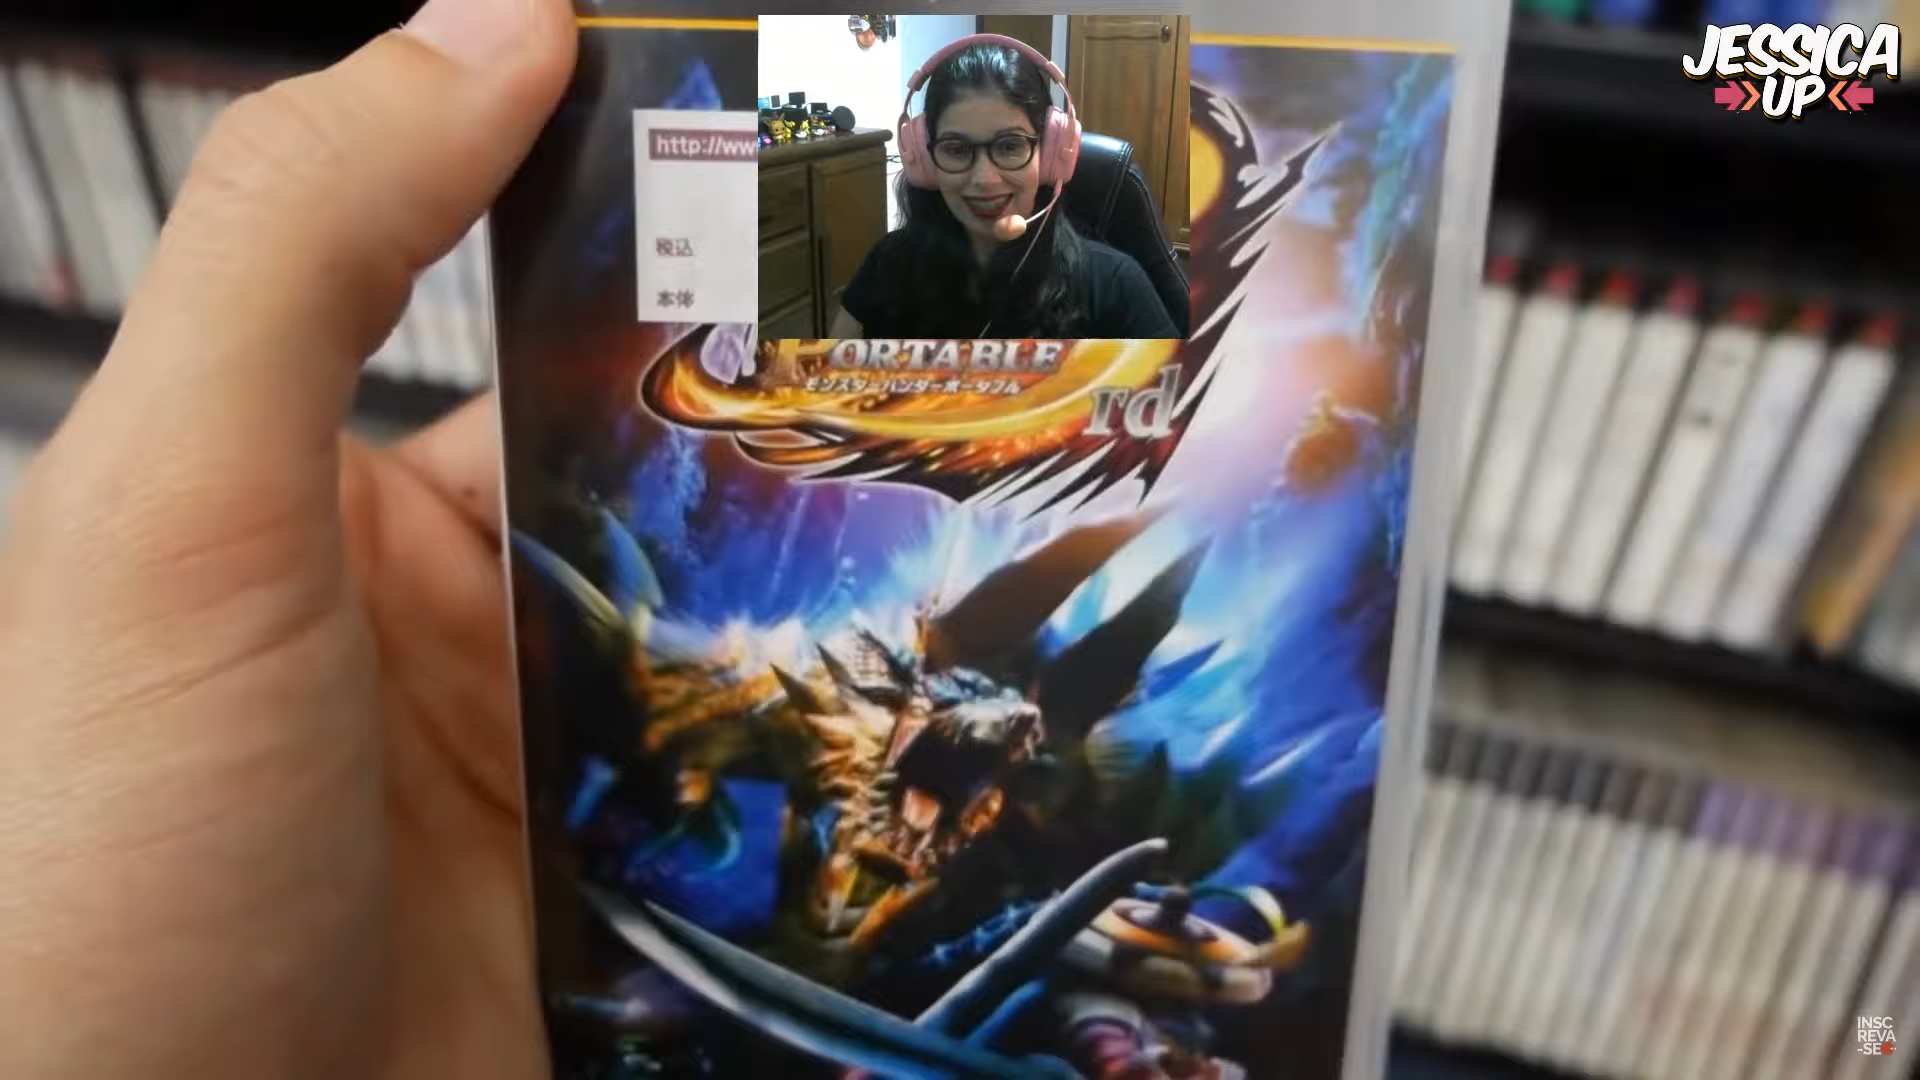 JESSICA
UP
http://ww
税込
本体
PORTABLE
モンスターハンターポータブル
rd
INSC
REVA
-SE